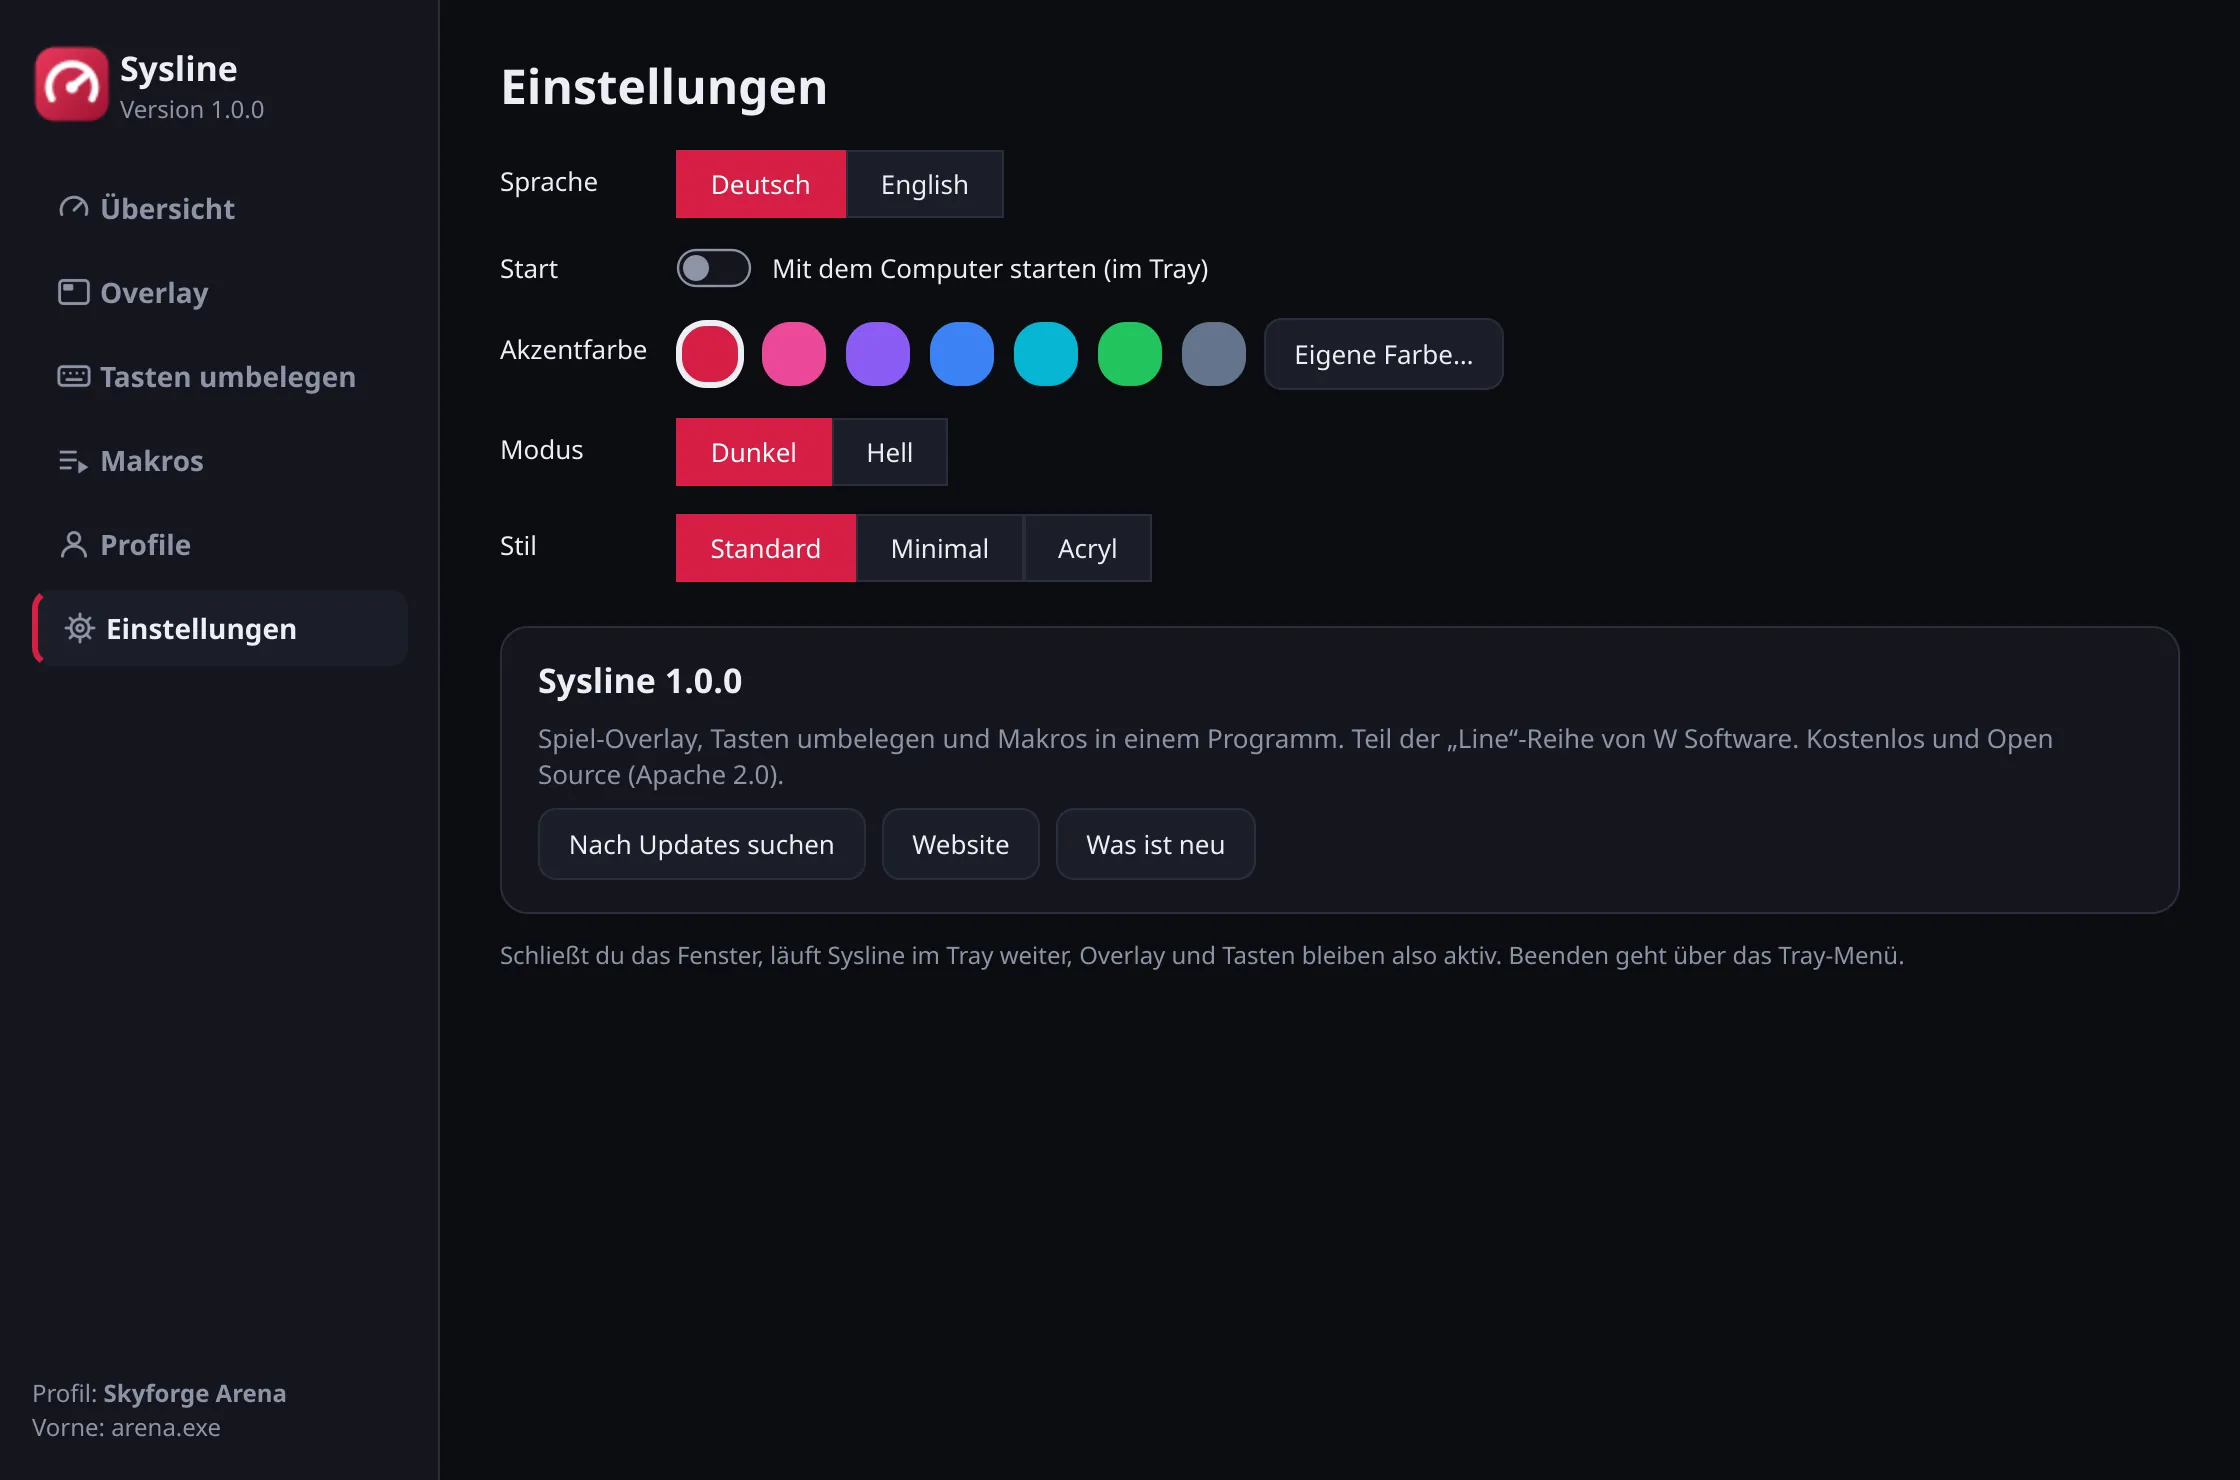 Sysline
Version 1.0.0
Übersicht
Overlay
Tasten umbelegen
Makros
Profile
Einstellungen
Profil: Skyforge Arena
Vorne: arena.exe
Einstellungen
Sprache
Deutsch
English
Start
Mit dem Computer starten (im Tray)
Akzentfarbe
Eigene Farbe...
Modus
Dunkel
Hell
Stil
Standard
Minimal
Acryl
Sysline 1.0.0
Spiel-Overlay, Tasten umbelegen und Makros in einem Programm. Teil der „Line“-Reihe von W Software. Kostenlos und Open
Source (Apache 2.0).
Nach Updates suchen
Website
Was ist neu
Schließt du das Fenster, läuft Sysline im Tray weiter, Overlay und Tasten bleiben also aktiv. Beenden geht über das Tray-Menü.